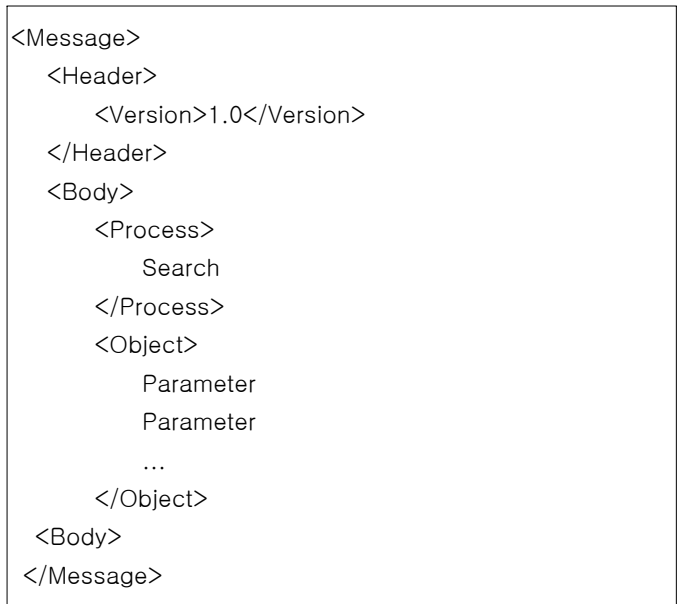 <Message>
<Header>
<Version>1.0</Version>
</Header>
<Body>
<Process>
Search
</Process>
<Object>
Parameter
Parameter
...
</Object>
<Body>
</Message>